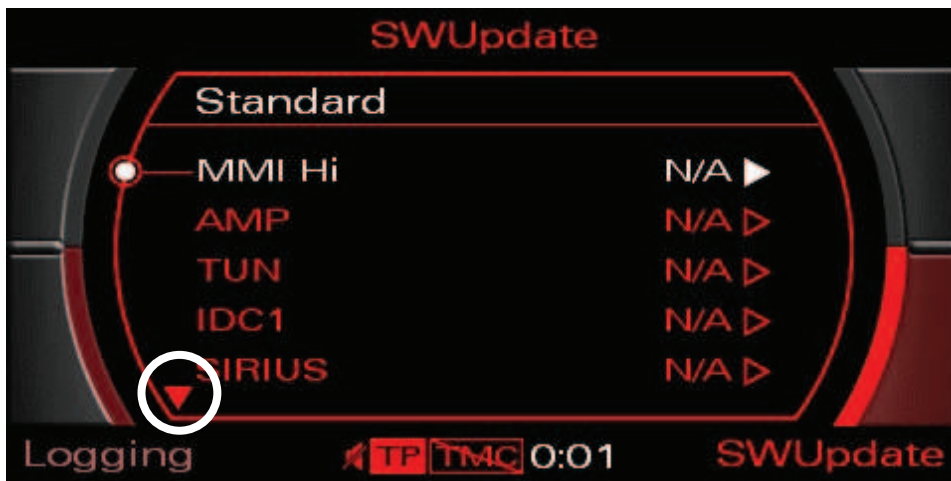 SWUpdate
Standard
MMI Hi N/A
AMP N/A
TUN N/A
IDC1 N/A
SIRIUS N/A
Logging TP TMC 0:01 SWUpdate